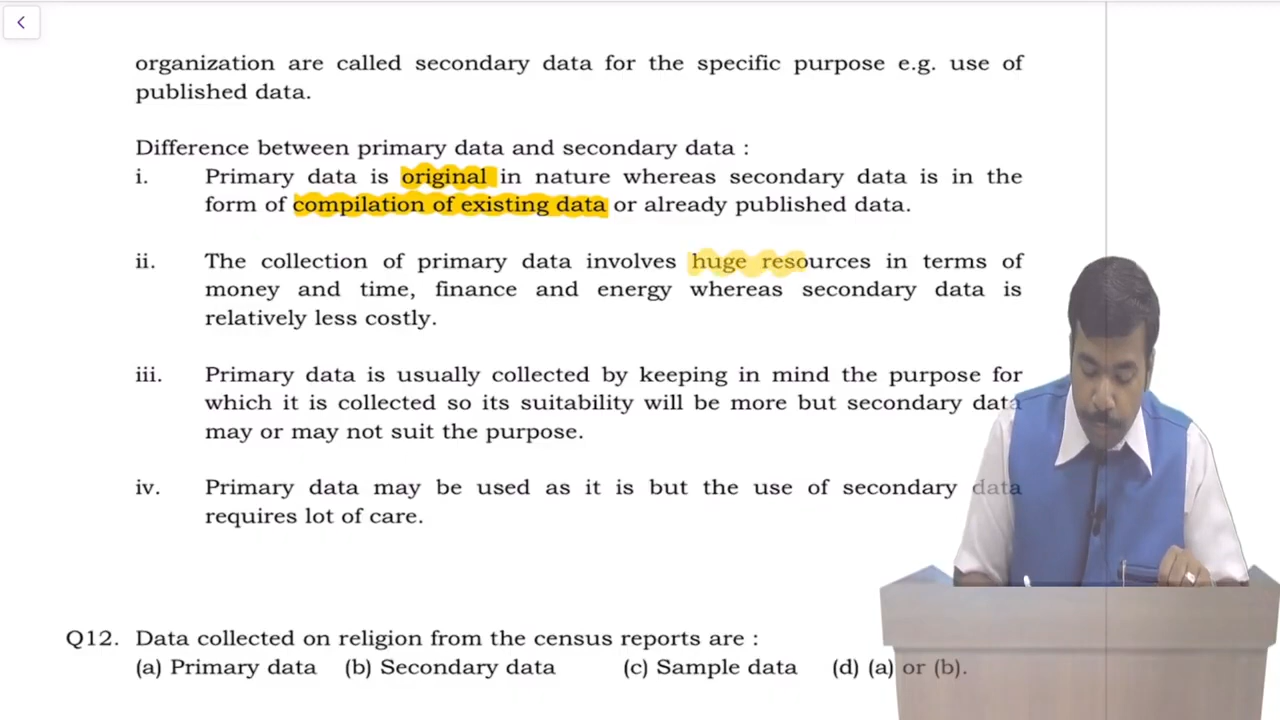 organization are called secondary data for the specific purpose e.g. use of
published data.
Difference between primary data and secondary data :
i. Primary data is original in nature whereas secondary data is in the
form of compilation of existing data or already published data.
ii. The collection of primary data involves huge resources in terms of
money and time, finance and energy whereas secondary data is
relatively less costly.
iii. Primary data is usually collected by keeping in mind the purpose for
which it is collected so its suitability will be more but secondary data
may or may not suit the purpose.
iv. Primary data may be used as it is but the use of secondary data
requires lot of care.
Q12. Data collected on religion from the census reports are :
(a) Primary data (b) Secondary data (c) Sample data (d) (a) or (b).